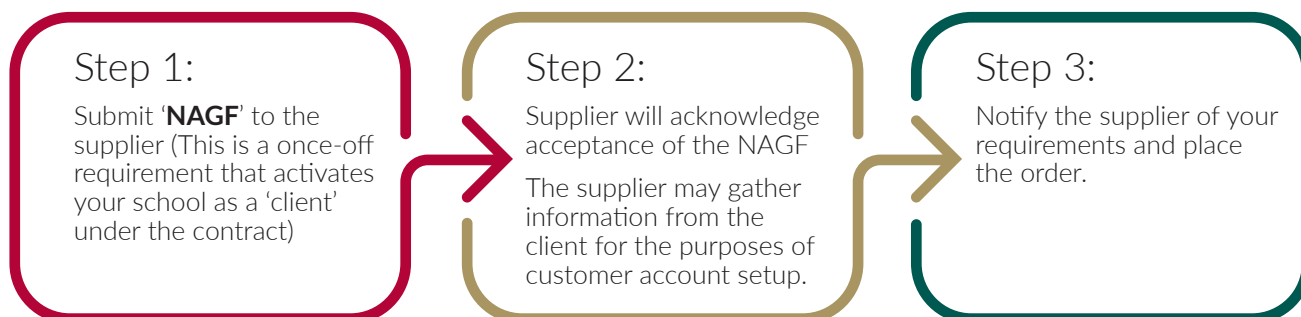 Step 1:
Submit ‘NAGF’ to the
supplier (This is a once-off
requirement that activates
your school as a ‘client’
under the contract)
Step 2:
Supplier will acknowledge
acceptance of the NAGF
The supplier may gather
information from the
client for the purposes of
customer account setup.
Step 3:
Notify the supplier of your
requirements and place
the order.